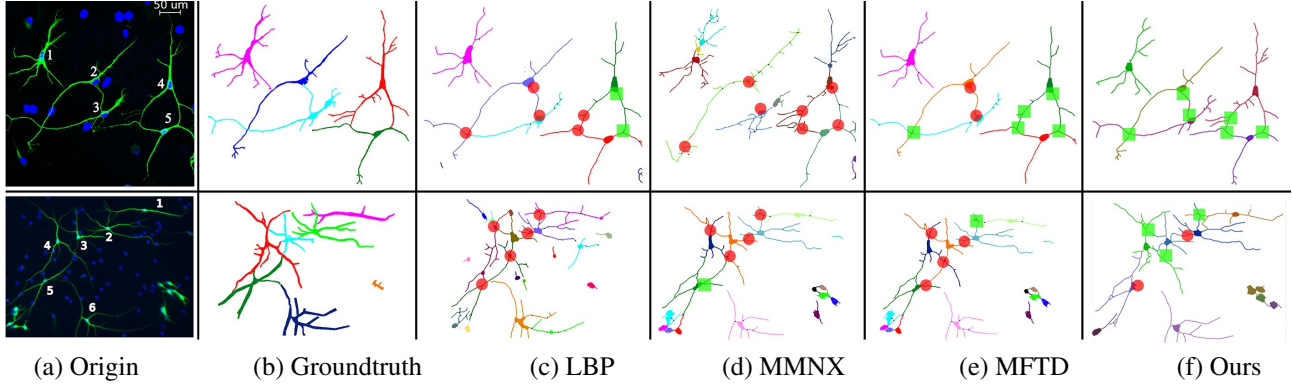 50 um
1
2
3
4
5
1
2
3
4
5
6
(a) Origin
(b) Groundtruth
(c) LBP
(d) MMNX
(e) MFTD
(f) Ours